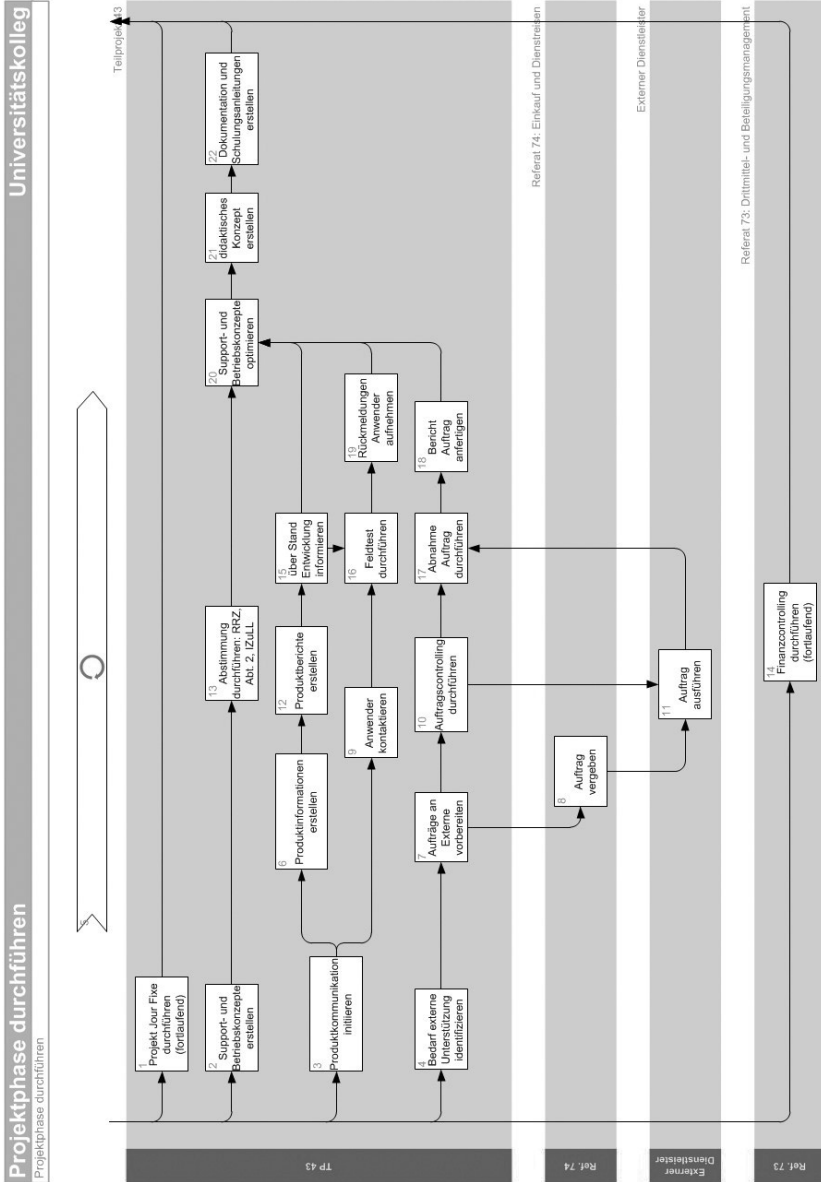 Projektphase durchführen
Universitätskolleg
Projektphase durchführen
5
Teilprojekt 43
TP 43
1
Projekt Jour Fixe
durchführen
(fortlaufend)
2
Support- und
Betriebskonzepte
erstellen
3
Produktkommunikation
initiieren
4
Bedarf externe
Unterstützung
identifizieren
6
Produktinformationen
erstellen
7
Aufträge an
Externe
vorbereiten
9
Anwender
kontaktieren
10
Auftragscontrolling
durchführen
12
Produktberichte
erstellen
13
Abstimmung
durchführen: RRZ,
Abt. 2, IZuLL
15
über Stand
Entwicklung
informieren
16
Feldtest
durchführen
17
Abnahme
Auftrag
durchführen
18
Bericht
Auftrag
anfertigen
19
Rückmeldungen
Anwender
aufnehmen
20
Support- und
Betriebskonzepte
optimieren
21
didaktisches
Konzept
erstellen
22
Dokumentation und
Schulungsanleitungen
erstellen
Referat 74: Einkauf und Dienstreisen
Ref. 74
8
Auftrag
vergeben
Externer Dienstleister
Externer
Dienstleister
11
Auftrag
ausführen
Referat 73: Drittmittel- und Beteiligungsmanagement
Ref. 73
14
Finanzcontrolling
durchführen
(fortlaufend)